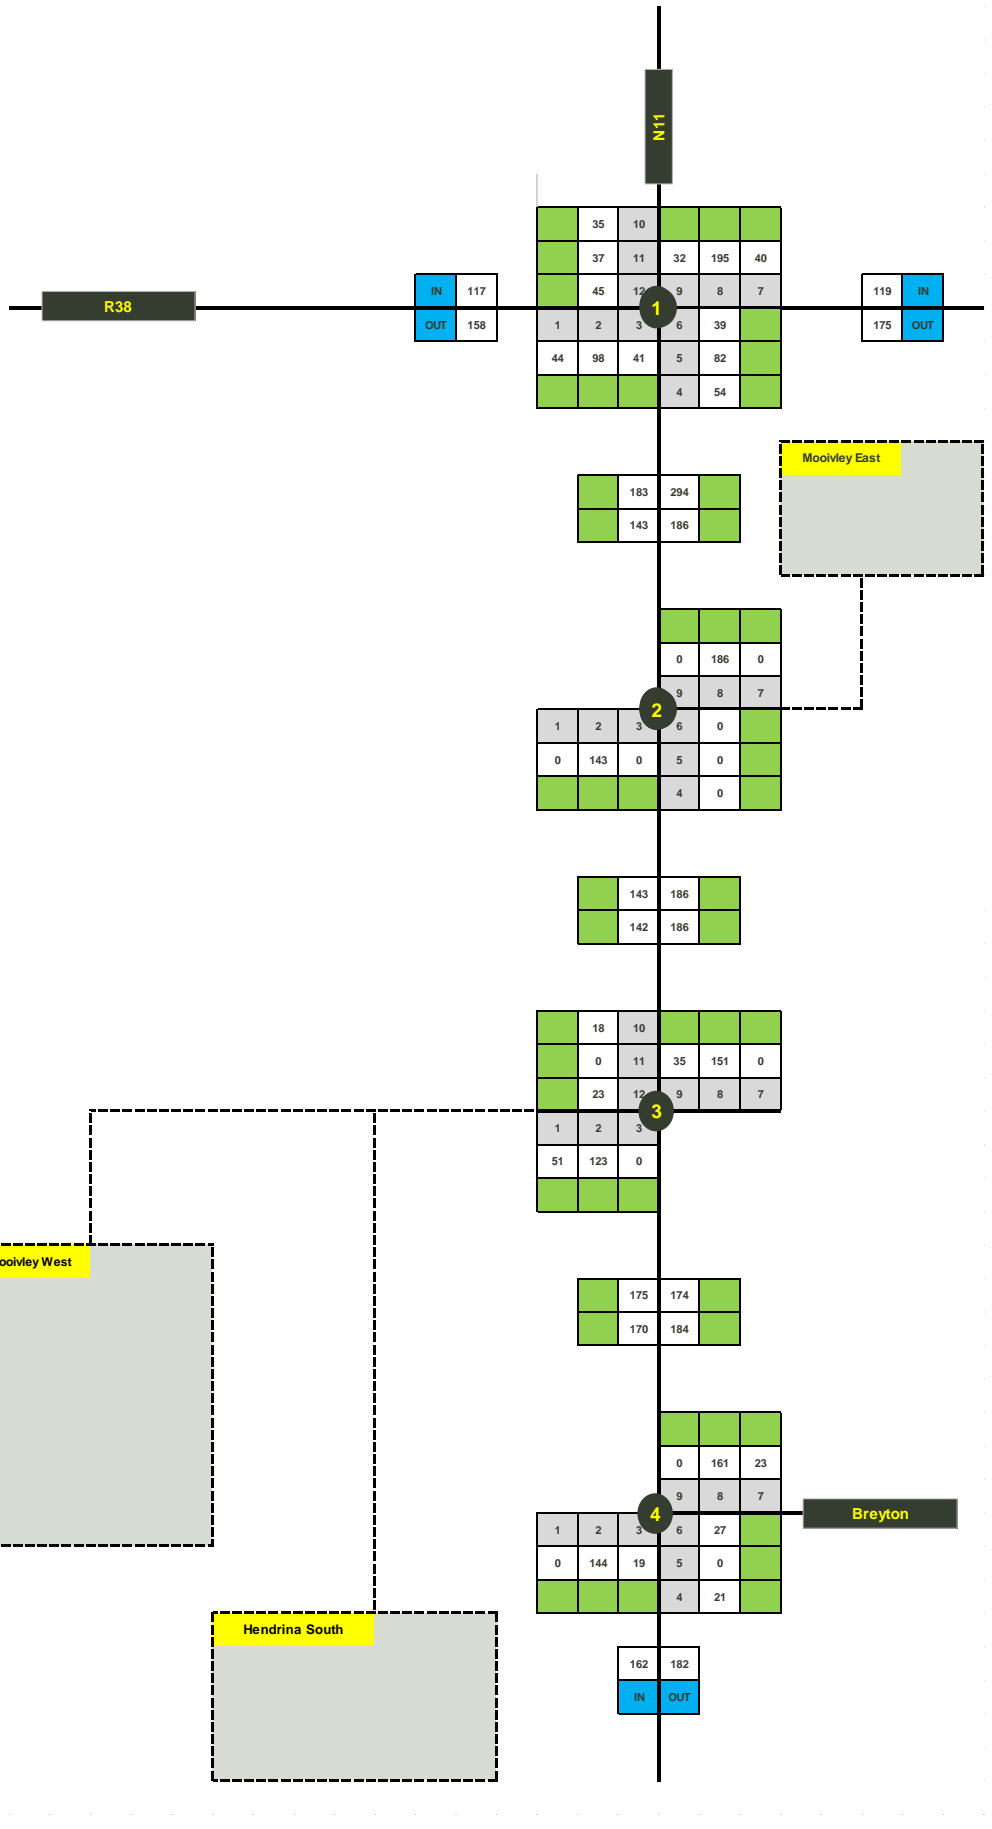 N11
35 10
37 11 32 195 40
IN 117 45 12 9 8 7 119 IN
R38
1
OUT 158 1 2 3 6 39 175 OUT
44 98 41 5 82
4 54
Mooivley East
183 294
143 186
0 186 0
9 8 7
2
1 2 3 6 0
0 143 0 5 0
4 0
143 186
142 186
18 10
0 11 35 151 0
23 12 9 8 7
3
1 2 3
51 123 0
ooivley West
175 174
170 184
0 161 23
9 8 7
4 Breyton
1 2 3 6 27
0 144 19 5 0
4 21
Hendrina South
162 182
IN OUT